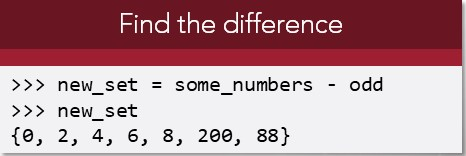 Find the difference
>>> new_set = some_numbers - odd
>>> new_set
{0, 2, 4, 6, 8, 200, 88}